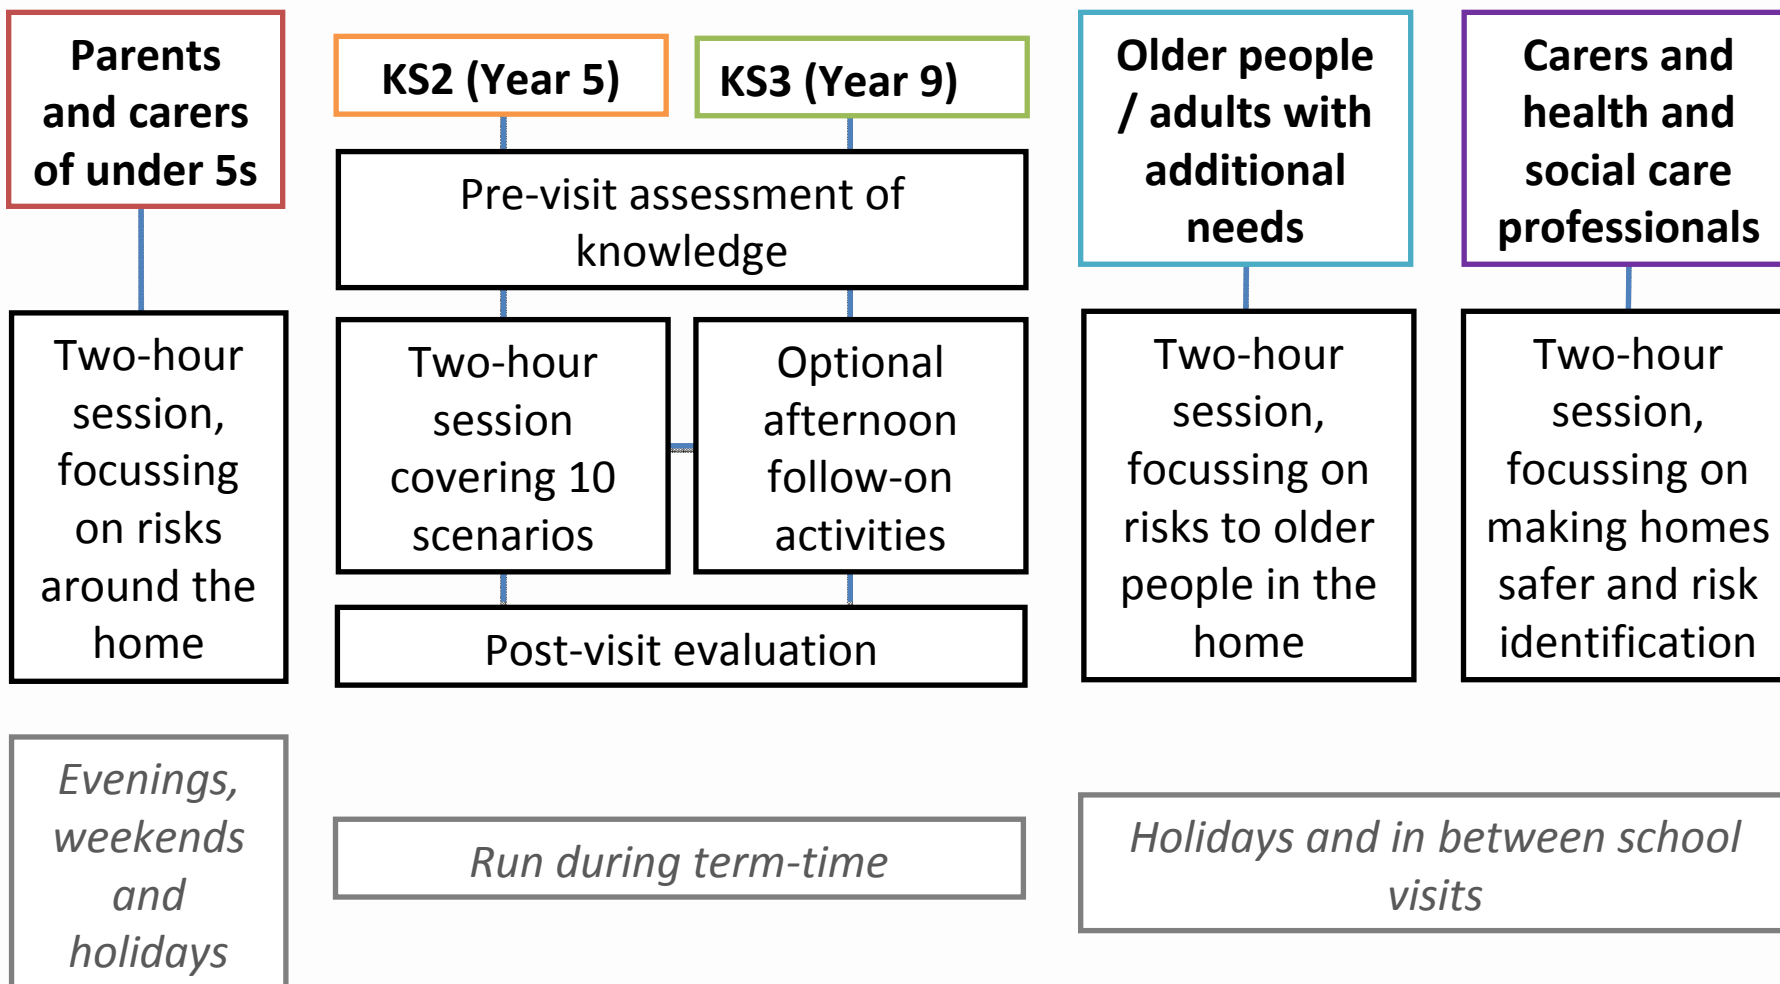 Parents
and carers
of under 5s
KS2 (Year 5)
KS3 (Year 9)
Older people
/ adults with
additional
needs
Carers and
health and
social care
professionals
Pre-visit assessment of
knowledge
Two-hour
session,
focussing
on risks
around the
home
Two-hour
session
covering 10
scenarios
Optional
afternoon
follow-on
activities
Two-hour
session,
focussing on
risks to older
people in the
home
Two-hour
session,
focussing on
making homes
safer and risk
identification
Post-visit evaluation
Evenings,
weekends
and
holidays
Run during term-time
Holidays and in between school
visits